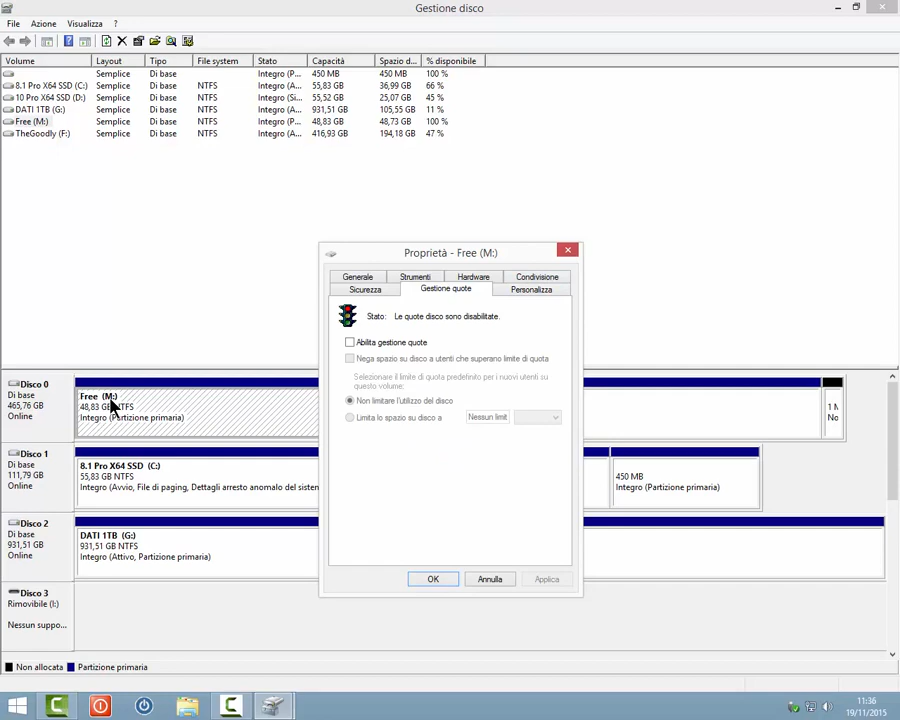 Gestione disco
File Azione Visualizza ?
Volume Layout Tipo File system Stato Capacità Spazio d... % disponibile
Semplice Di base Integro (P... 450 MB 450 MB 100 %
8.1 Pro X64 SSD (C:) Semplice Di base NTFS Integro (A... 55,83 GB 36,99 GB 66 %
10 Pro X64 SSD (D:) Semplice Di base NTFS Integro (Si... 55,52 GB 25,07 GB 45 %
DATI 1TB (G:) Semplice Di base NTFS Integro (A... 931,51 GB 105,55 GB 11 %
Free (M:) Semplice Di base NTFS Integro (P... 48,83 GB 48,73 GB 100 %
TheGoodly (F:) Semplice Di base NTFS Integro (A... 416,93 GB 194,18 GB 47 %
Proprietà - Free (M:)
Generale Strumenti Hardware Condivisione
Sicurezza Gestione quote Personalizza
Stato: Le quote disco sono disabilitate.
Abilita gestione quote
Nega spazio su disco a utenti che superano limite di quota
Selezionare il limite di quota predefinito per i nuovi utenti su
questo volume:
Non limitare l'utilizzo del disco
Limita lo spazio su disco a Nessun limit
OK Annulla Applica
Disco 0
Di base
465,76 GB
Online
Free (M:)
48,83 GB NTFS
Integro (Partizione primaria)
1 M
No
Disco 1
Di base
111,79 GB
Online
8.1 Pro X64 SSD (C:)
55,83 GB NTFS
Integro (Avvio, File di paging, Dettagli arresto anomalo del sisten
450 MB
Integro (Partizione primaria)
Disco 2
Di base
931,51 GB
Online
DATI 1TB (G:)
931,51 GB NTFS
Integro (Attivo, Partizione primaria)
Disco 3
Rimovibile (I:)
Nessun suppo...
Non allocata Partizione primaria
11:36
19/11/2015